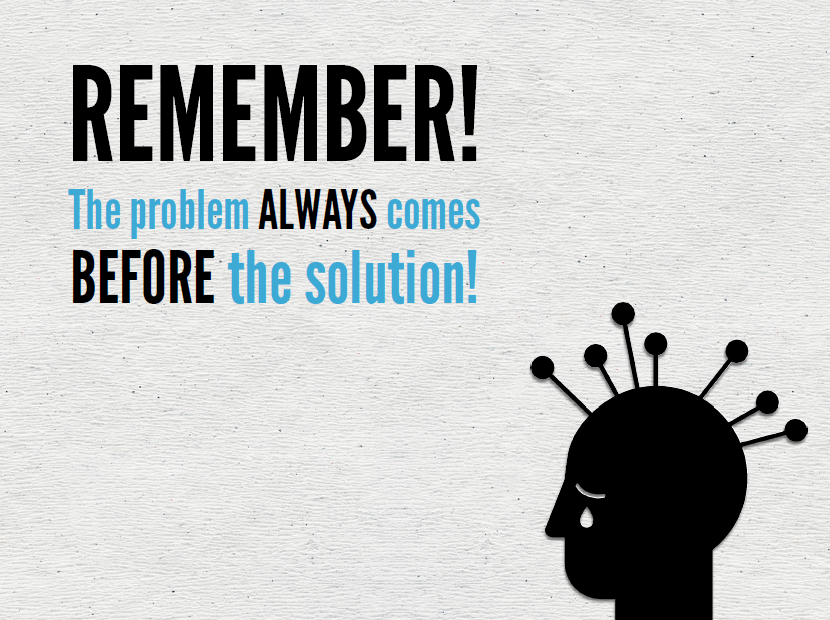 REMEMBER!
The problem ALWAYS comes
BEFORE the solution!